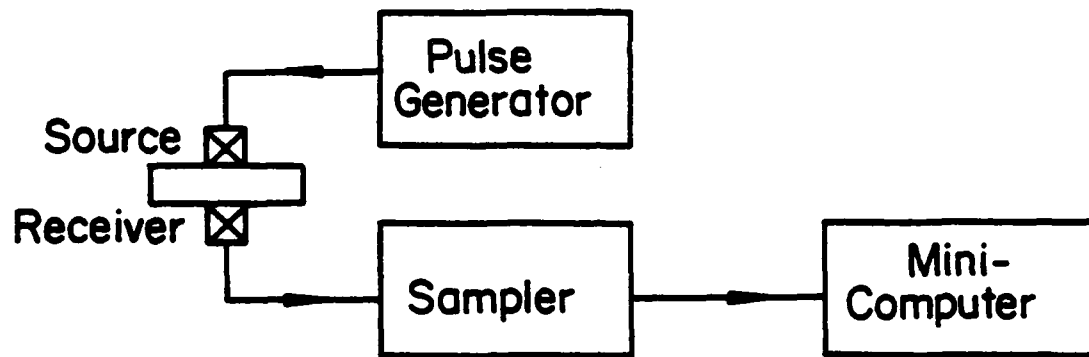 Pulse
Generator
Source
Receiver
Sampler
Mini-
Computer